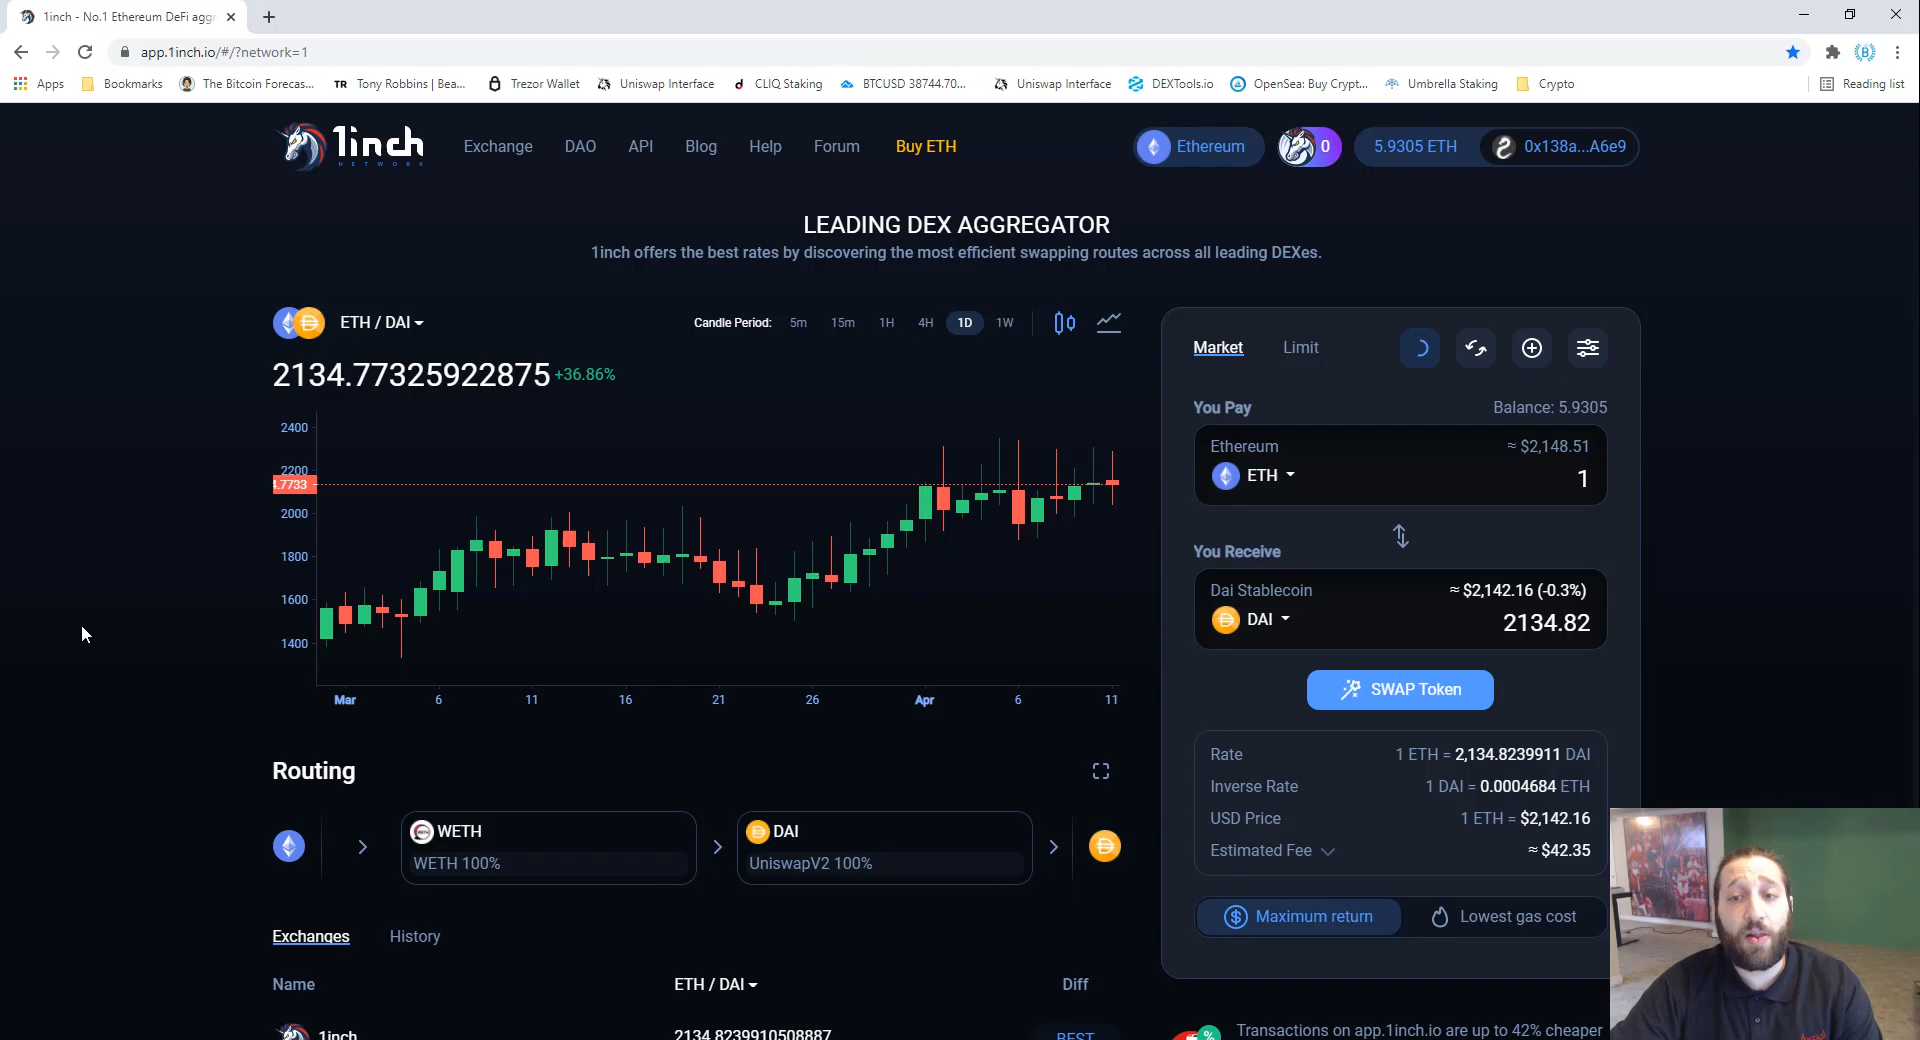 1inch - No.1 Ethereum DeFi aggr
app.1inch.io/#/?network=1
Apps Bookmarks The Bitcoin Forecas... TR Tony Robbins | Bea... Trezor Wallet Uniswap Interface CLIQ Staking BTCUSD 38744.70... Uniswap Interface DEXTools.io OpenSea: Buy Crypt... Umbrella Staking Crypto Reading list
1inch Exchange DAO API Blog Help Forum Buy ETH Ethereum 0 5.9305 ETH 0x138a...A6e9
NETWORK
LEADING DEX AGGREGATOR
1inch offers the best rates by discovering the most efficient swapping routes across all leading DEXes.
ETH / DAI Candle Period: 5m 15m 1H 4H 1D 1W
2134.77325922875 +36.86%
2400
2200
4.7733
2000
1800
1600
1400
Mar 6 11 16 21 26 Apr 6 11
Market Limit
You Pay Balance: 5.9305
Ethereum ≈ $2,148.51
ETH 1
You Receive
Dai Stablecoin ≈ $2,142.16 (-0.3%)
DAI 2134.82
SWAP Token
Rate 1 ETH = 2,134.8239911 DAI
Inverse Rate 1 DAI = 0.0004684 ETH
USD Price 1 ETH = $2,142.16
Estimated Fee ≈ $42.35
Maximum return Lowest gas cost
Routing
WETH DAI
WETH 100% UniswapV2 100%
Exchanges History
Name ETH / DAI Diff
1inch 2134.8239910508887 BEST
Transactions on app.1inch.io are up to 42% cheaper